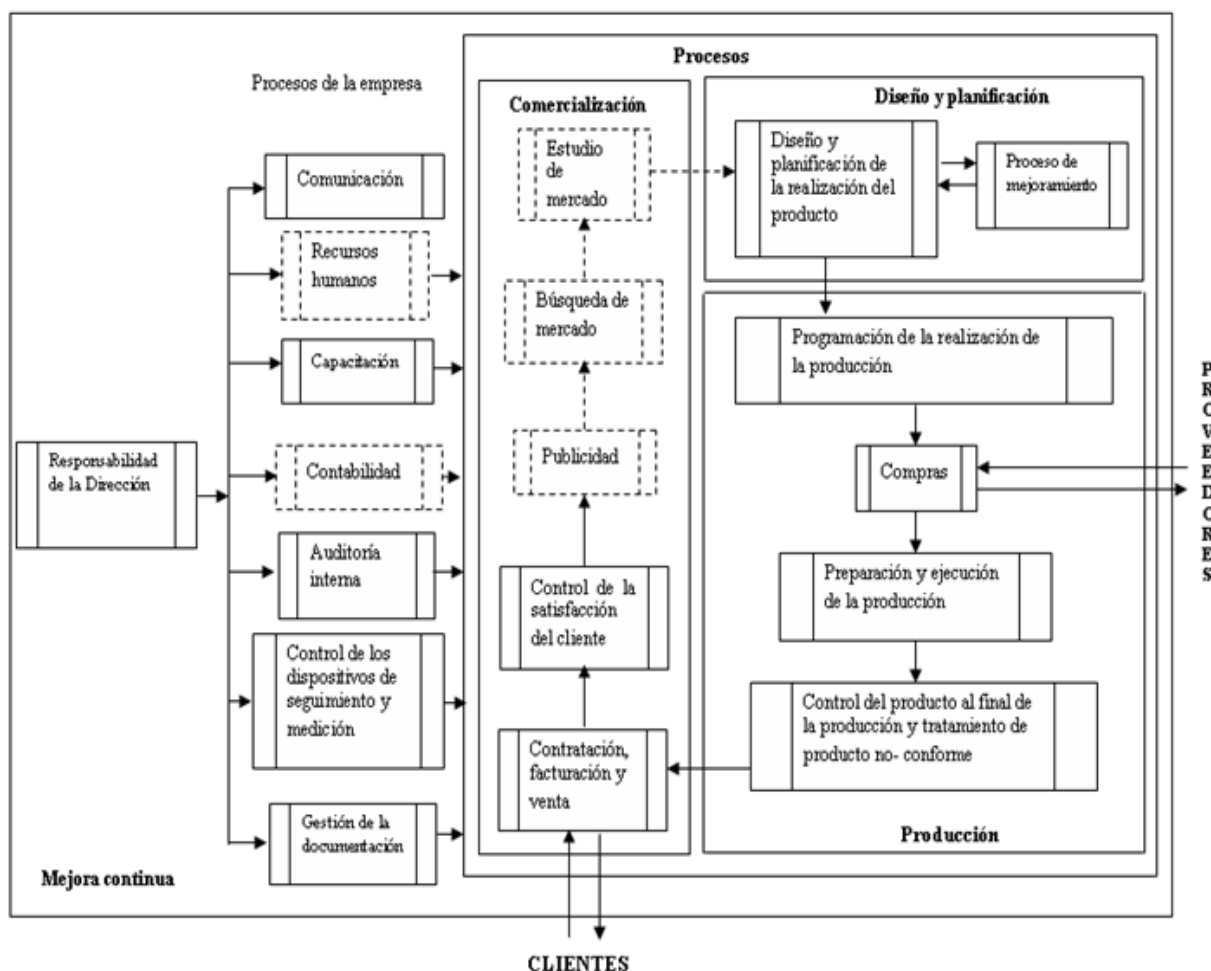 Procesos
Procesos de la empresa
Comunicación
Recursos
humanos
Capacitación
Contabilidad
Auditoría
interna
Control de los
dispositivos de
seguimiento y
medición
Gestión de la
documentación
Responsabilidad
de la Dirección
Mejora continua
Comercialización
Estudio
de
mercado
Búsqueda de
mercado
Publicidad
Control de la
satisfacción
del cliente
Contratación,
facturación y
venta
Diseño y planificación
Diseño y
planificación de
la realización del
producto
Proceso de
mejoramiento
Programación de la realización de
la producción
Compras
Preparación y ejecución
de la producción
Control del producto al final de
la producción y tratamiento de
producto no- conforme
Producción
P
R
O
V
E
E
D
O
R
E
S
CLIENTES